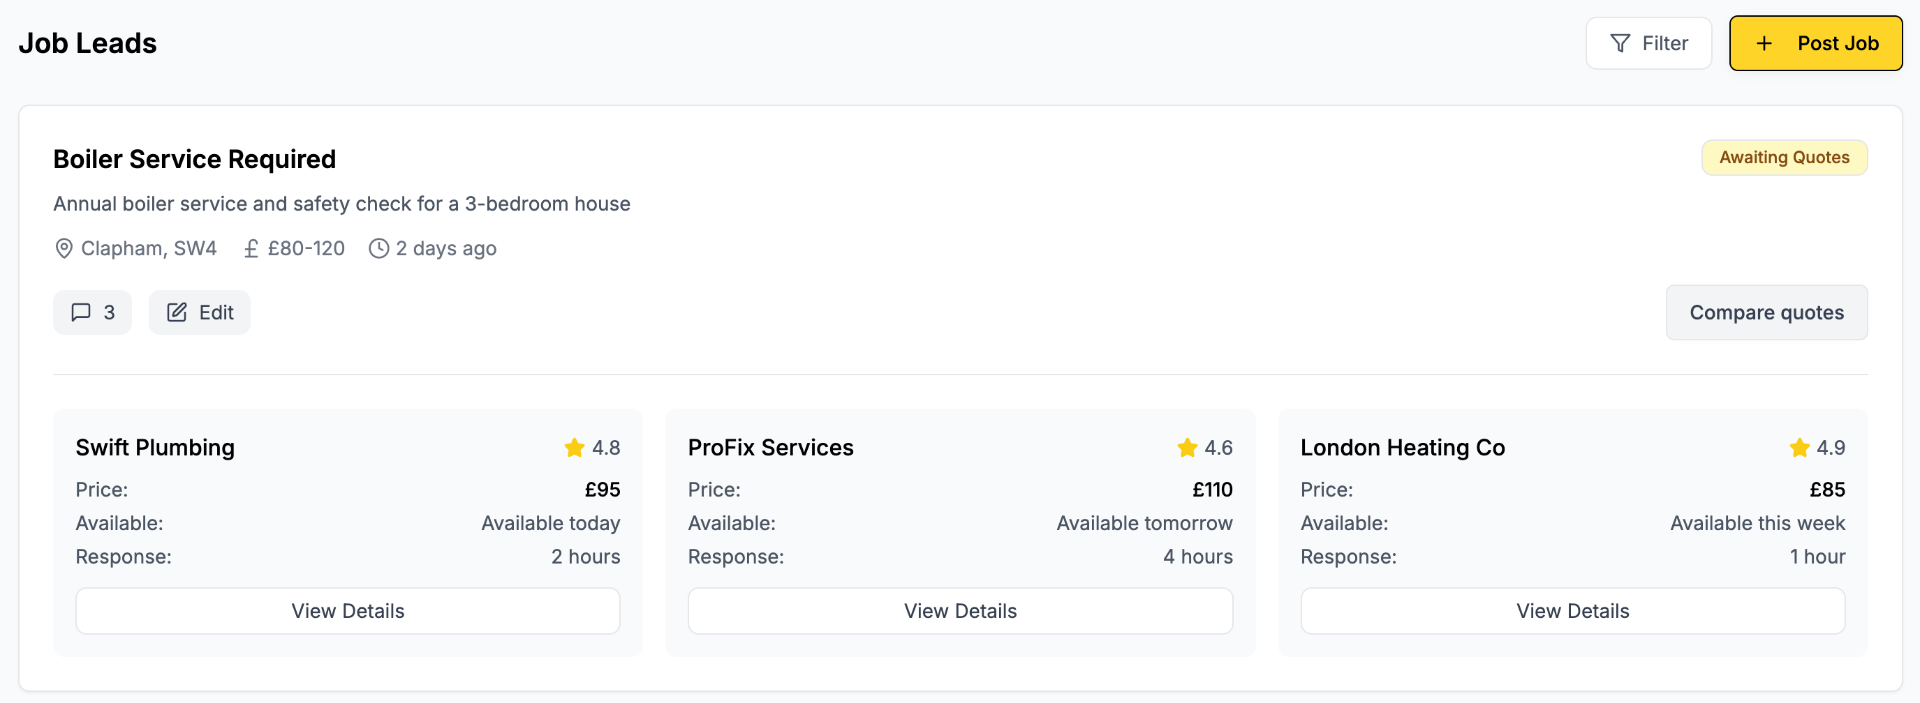 Job Leads
Filter
+ Post Job
Boiler Service Required
Awaiting Quotes
Annual boiler service and safety check for a 3-bedroom house
Clapham, SW4 £ £80-120 2 days ago
3 Edit
Compare quotes
Swift Plumbing 4.8
Price: £95
Available: Available today
Response: 2 hours
View Details
ProFix Services 4.6
Price: £110
Available: Available tomorrow
Response: 4 hours
View Details
London Heating Co 4.9
Price: £85
Available: Available this week
Response: 1 hour
View Details